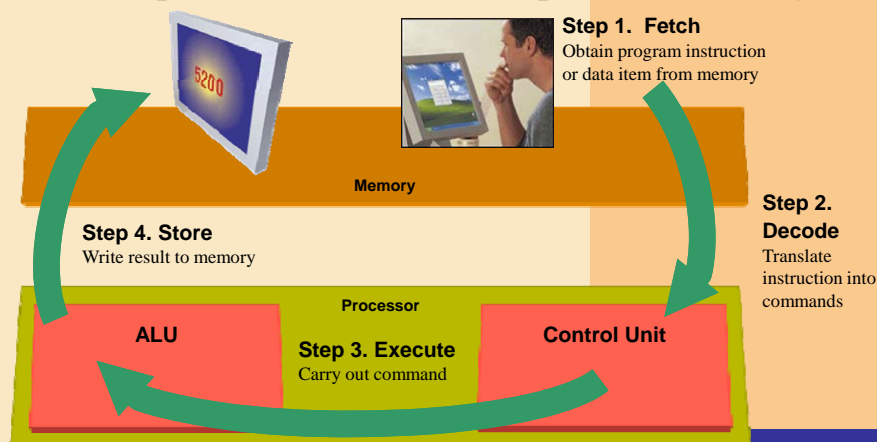 Step 1. Fetch
Obtain program instruction
or data item from memory
5200
Memory
Step 2.
Decode
Translate
instruction into
commands
Step 4. Store
Write result to memory
Processor
ALU
Control Unit
Step 3. Execute
Carry out command